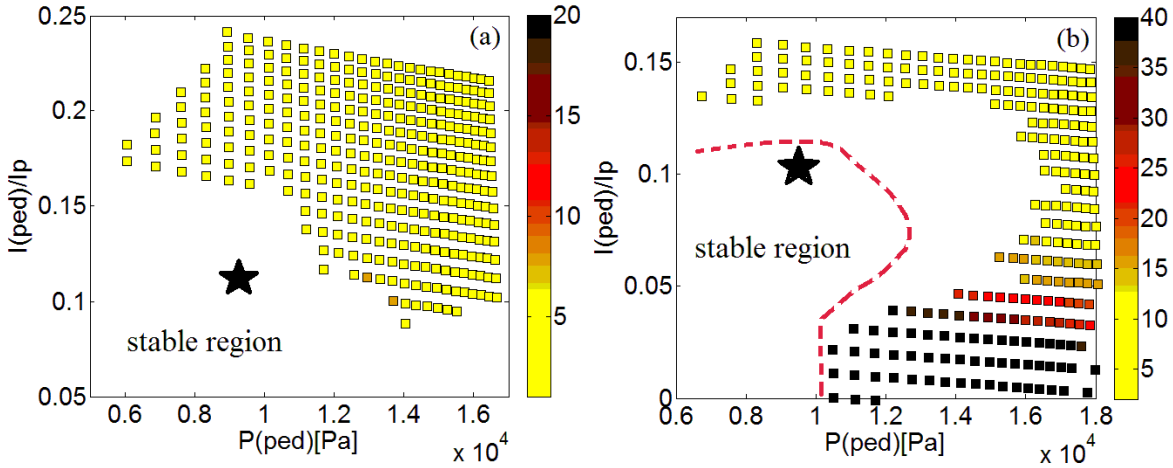 (a)
0.25
0.2
0.15
0.1
0.05
I(ped)/Ip
stable region
0.6 0.8 1 1.2 1.4 1.6
P(ped)[Pa]
x 10^4
20
15
10
5
(b)
0.15
0.1
0.05
0
I(ped)/Ip
stable region
0.6 0.8 1.0 1.2 1.4 1.6 1.8
P(ped)[Pa]
x 10^4
40
35
30
25
20
15
10
5